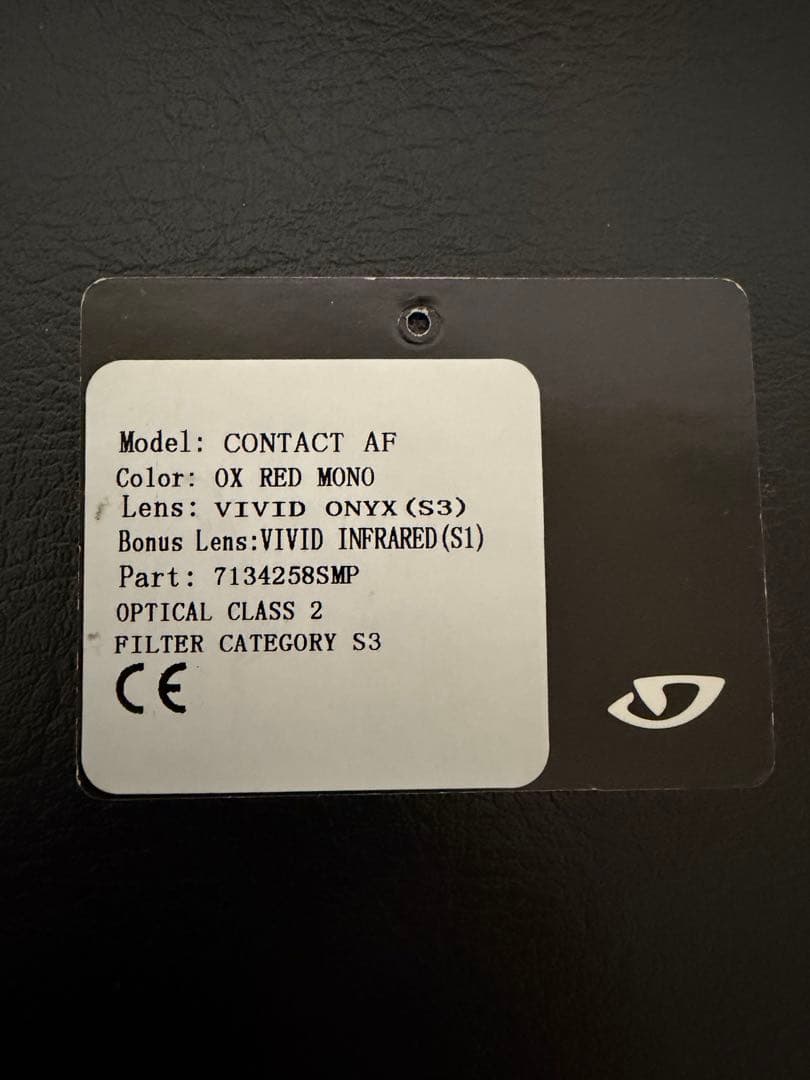 Model: CONTACT AF
Color: OX RED MONO
Lens: VIVID ONYX(S3)
Bonus Lens:VIVID INFRARED(S1)
Part: 7134258SMP
OPTICAL CLASS 2
FILTER CATEGORY S3
CE